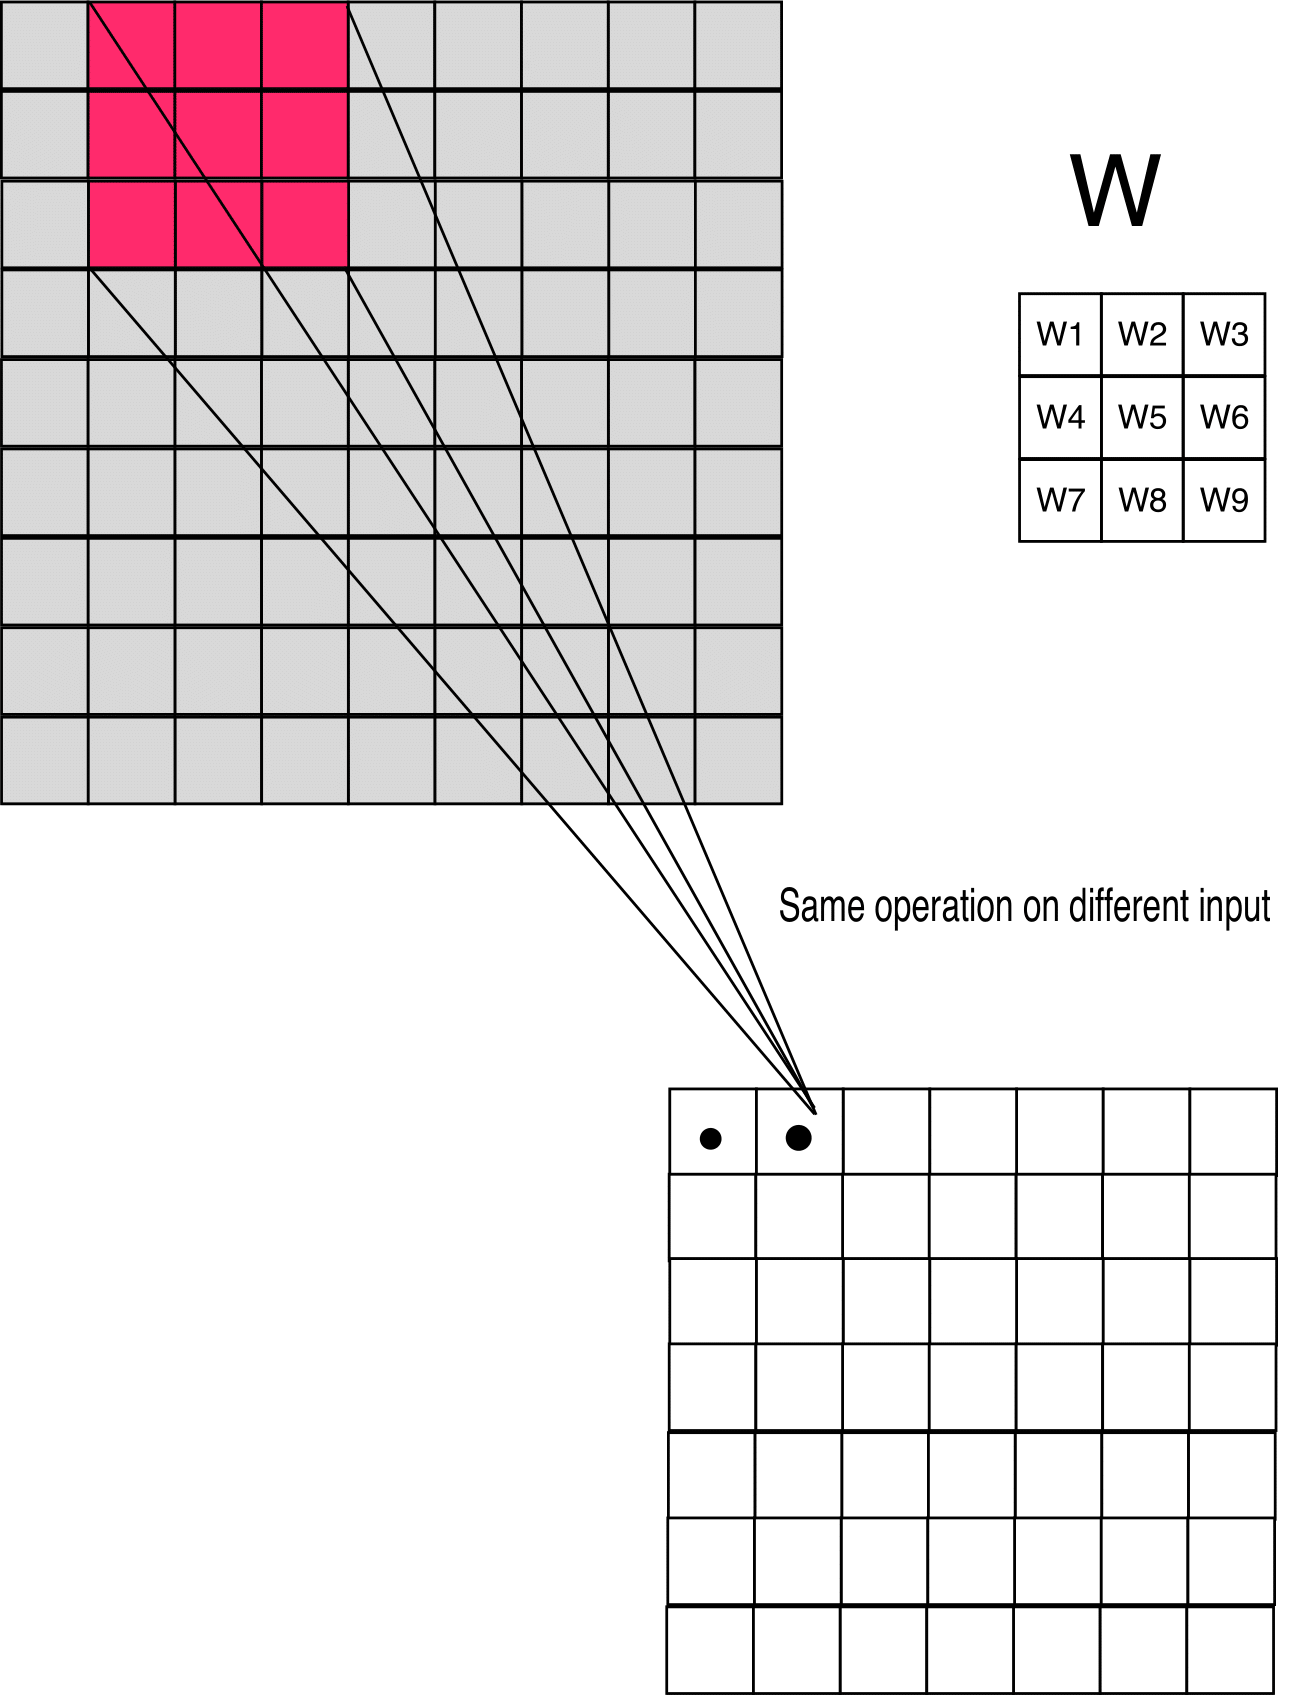 W
W1 W2 W3
W4 W5 W6
W7 W8 W9
Same operation on different input